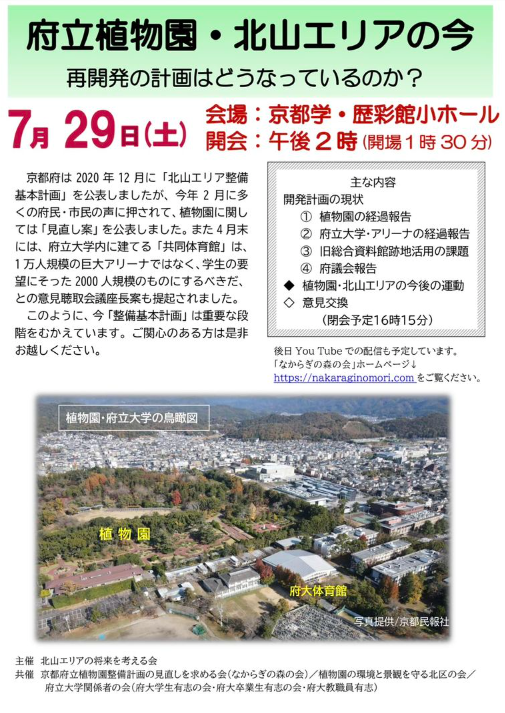 府立植物園・北山エリアの今
再開発の計画はどうなっているのか？
7月 29日(土)
会場：京都学・歴彩館小ホール
開会：午後２時(開場１時30分)
京都府は 2020 年 12 月に「北山エリア整備
基本計画」を公表しましたが、今年 2 月に多
くの府民・市民の声に押されて、植物園に関し
ては「見直し案」を公表しました。また 4 月末
には、府立大学内に建てる「共同体育館」は、
1 万人規模の巨大アリーナではなく、学生の要
望にそった 2000 人規模のものにするべきだ、
との意見聴取会議座長案も提起されました。
このように、今「整備基本計画」は重要な段
階をむかえています。ご関心のある方は是非
お越しください。
主な内容
開発計画の現状
① 植物園の経過報告
② 府立大学・アリーナの経過報告
③ 旧総合資料館跡地活用の課題
④ 府議会報告
◆ 植物園・北山エリアの今後の運動
◇ 意見交換
（閉会予定16時15分）
後日 You Tube での配信も予定しています。
「なからぎの森の会」ホームページ↓
https://nakaraginomori.com をご覧ください。
植物園・府立大学の鳥瞰図
植物園
府大体育館
写真提供/京都民報社
主催 北山エリアの将来を考える会
共催 京都府立植物園整備計画の見直しを求める会（なからぎの森の会）／植物園の環境と景観を守る北区の会／
府立大学関係者の会（府大学生有志の会・府大卒業生有志の会・府大教職員有志）